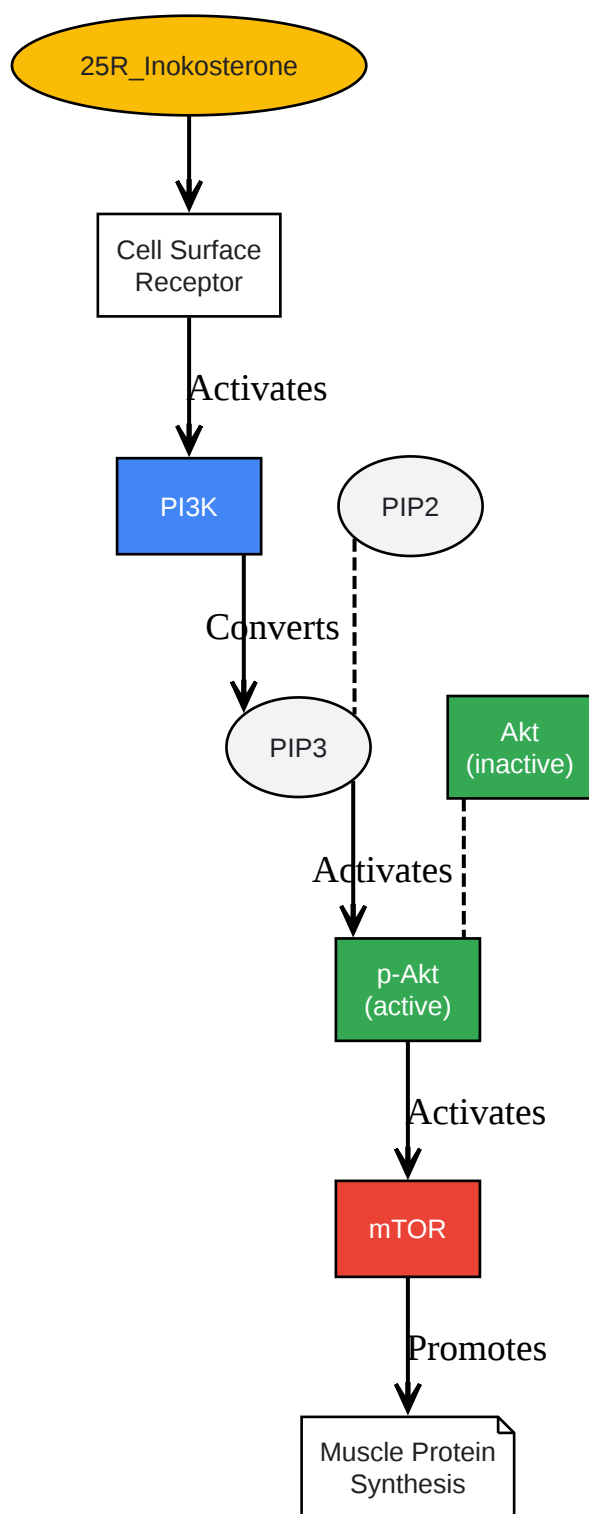 25R_Inokosterone
Cell Surface
Receptor
Activates
PI3K
PIP2
Converts
PIP3
Akt
(inactive)
Activates
p-Akt
(active)
Activates
mTOR
Promotes
Muscle Protein
Synthesis